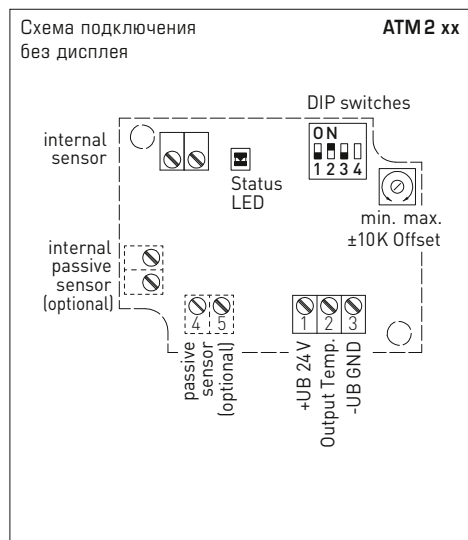 Схема подключения
без дисплея
ATM 2 xx
DIP switches
ON
1 2 3 4
internal
sensor
Status
LED
min. max.
±10K Offset
internal
passive
sensor
(optional)
4 5
1 2 3
passive
sensor
(optional)
+UB 24 V
Output Temp.
-UB GND